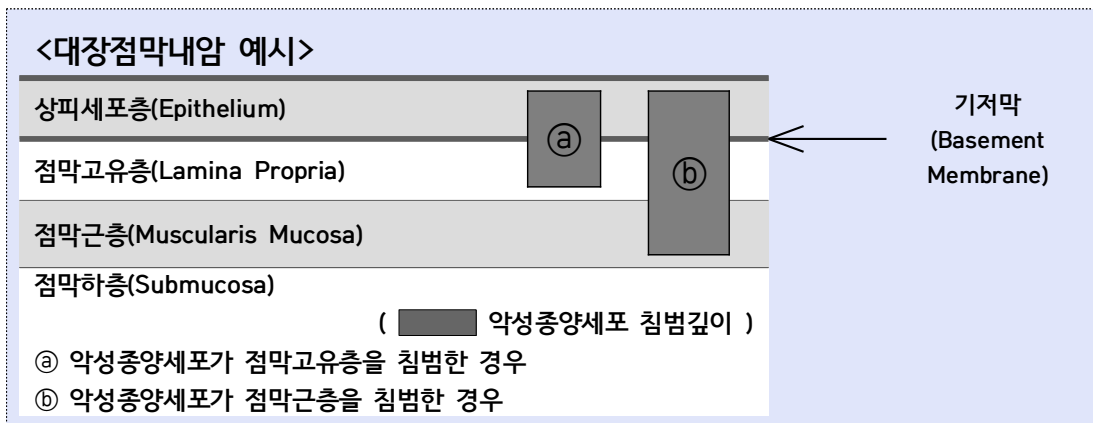 <대장점막내암 예시>
상피세포층(Epithelium)
기저막
(Basement
Membrane)
ⓐ
점막고유층(Lamina Propria)
ⓑ
점막근층(Muscularis Mucosa)
점막하층(Submucosa)
( 악성종양세포 침범깊이 )
ⓐ 악성종양세포가 점막고유층을 침범한 경우
ⓑ 악성종양세포가 점막근층을 침범한 경우